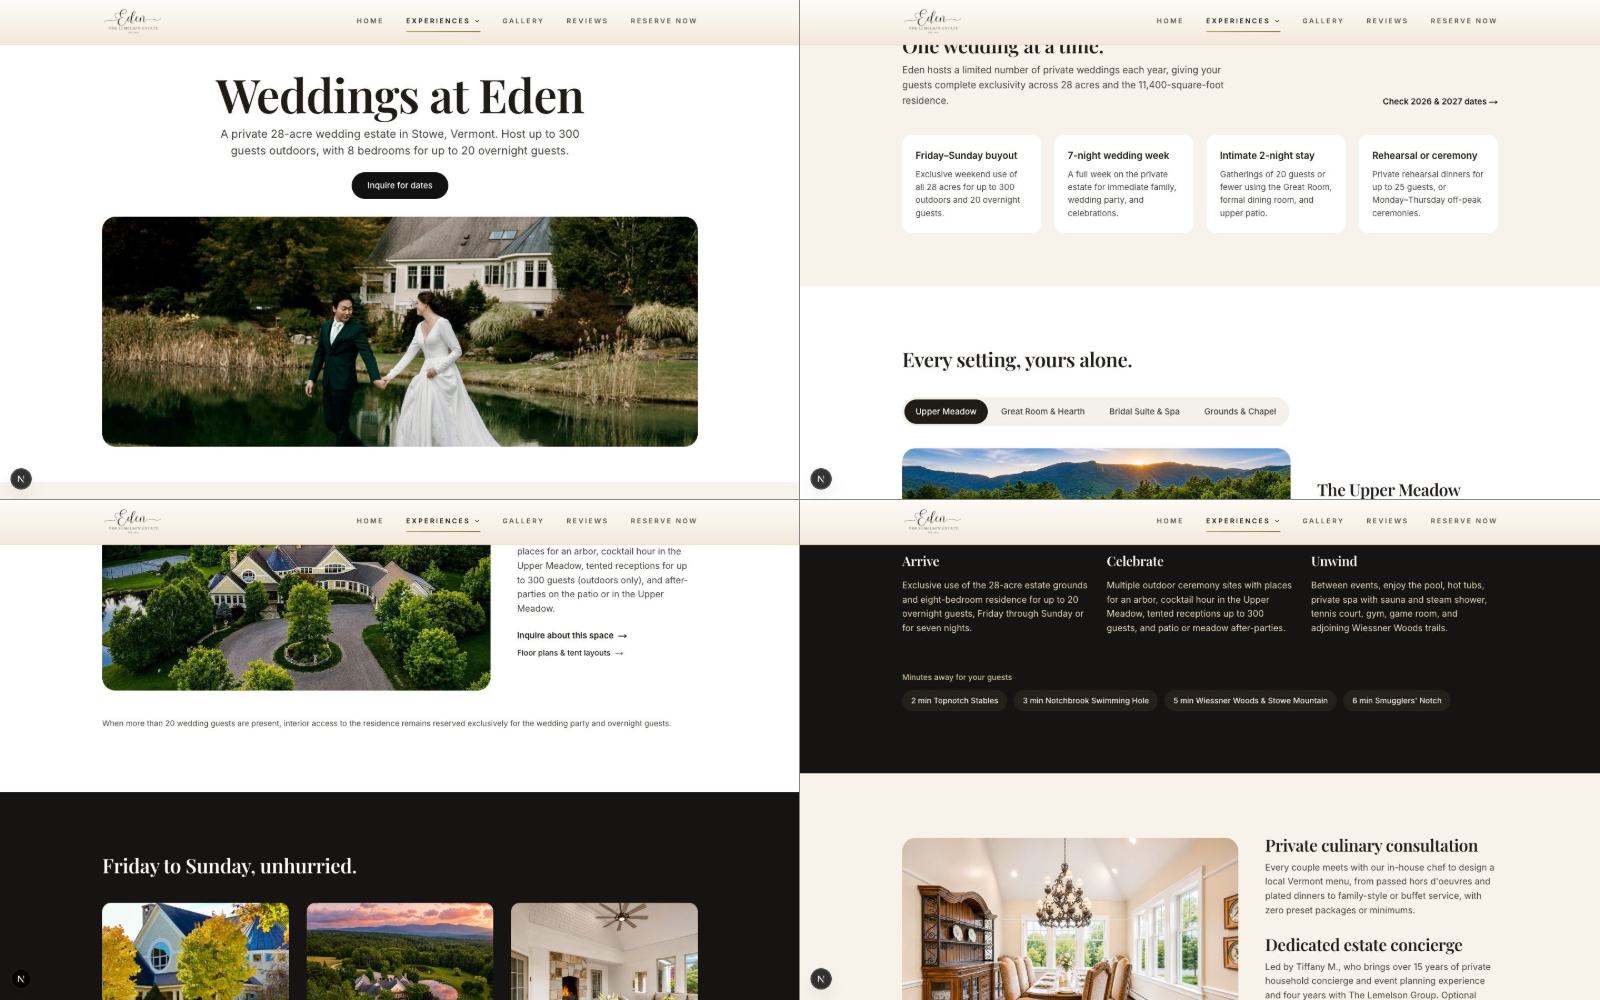 Eden
THE LEMELSON ESTATE
HOME
EXPERIENCES
GALLERY
REVIEWS
RESERVE NOW
Weddings at Eden
A private 28-acre wedding estate in Stowe, Vermont. Host up to 300
guests outdoors, with 8 bedrooms for up to 20 overnight guests.
Inquire for dates
N
Eden
THE LEMELSON ESTATE
HOME
EXPERIENCES
GALLERY
REVIEWS
RESERVE NOW
One wedding at a time.
Eden hosts a limited number of private weddings each year, giving your
guests complete exclusivity across 28 acres and the 11,400-square-foot
residence.
Check 2026 & 2027 dates →
Friday–Sunday buyout
Exclusive weekend use of
all 28 acres for up to 300
outdoors and 20 overnight
guests.
7-night wedding week
A full week on the private
estate for immediate family,
wedding party, and
celebrations.
Intimate 2-night stay
Gatherings of 20 guests or
fewer using the Great Room,
formal dining room, and
upper patio.
Rehearsal or ceremony
Private rehearsal dinners for
up to 25 guests, or
Monday–Thursday off-peak
ceremonies.
Every setting, yours alone.
Upper Meadow
Great Room & Hearth
Bridal Suite & Spa
Grounds & Chapel
The Upper Meadow
N
Eden
THE LEMELSON ESTATE
HOME
EXPERIENCES
GALLERY
REVIEWS
RESERVE NOW
places for an arbor, cocktail hour in the
Upper Meadow, tented receptions for up
to 300 guests (outdoors only), and after-
parties on the patio or in the Upper
Meadow.
Inquire about this space →
Floor plans & tent layouts →
When more than 20 wedding guests are present, interior access to the residence remains reserved exclusively for the wedding party and overnight guests.
Friday to Sunday, unhurried.
N
Eden
THE LEMELSON ESTATE
HOME
EXPERIENCES
GALLERY
REVIEWS
RESERVE NOW
Arrive
Exclusive use of the 28-acre estate grounds
and eight-bedroom residence for up to 20
overnight guests, Friday through Sunday or
for seven nights.
Celebrate
Multiple outdoor ceremony sites with places
for an arbor, cocktail hour in the Upper
Meadow, tented receptions up to 300
guests, and patio or meadow after-parties.
Unwind
Between events, enjoy the pool, hot tubs,
private spa with sauna and steam shower,
tennis court, gym, game room, and
adjoining Wiessner Woods trails.
Minutes away for your guests
2 min Topnotch Stables
3 min Notchbrook Swimming Hole
5 min Wiessner Woods & Stowe Mountain
6 min Smugglers' Notch
Private culinary consultation
Every couple meets with our in-house chef to design a
local Vermont menu, from passed hors d'oeuvres and
plated dinners to family-style or buffet service, with
zero preset packages or minimums.
Dedicated estate concierge
Led by Tiffany M., who brings over 15 years of private
household concierge and event planning experience
and four years with The Lemelson Group. Optional
N